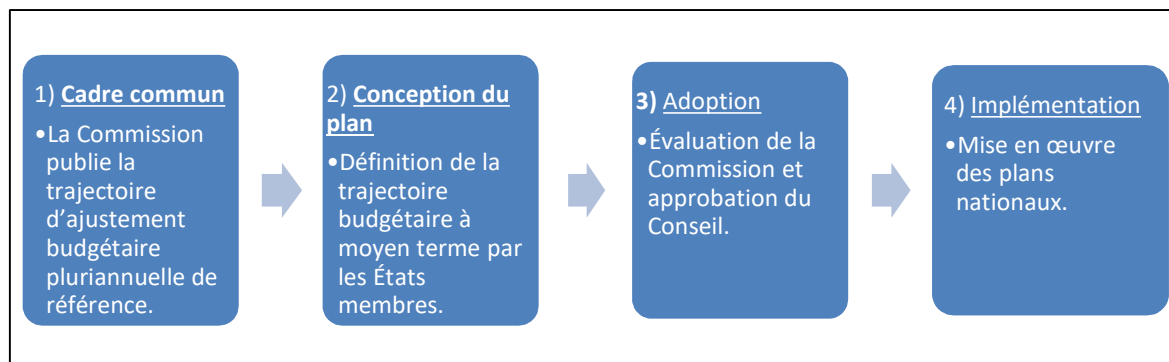 1) Cadre commun
•La Commission
publie la
trajectoire
d’ajustement
budgétaire
pluriannuelle de
référence.
2) Conception du
plan
•Définition de la
trajectoire
budgétaire à
moyen terme par
les États
membres.
3) Adoption
•Évaluation de la
Commission et
approbation du
Conseil.
4) Implémentation
•Mise en œuvre
des plans
nationaux.